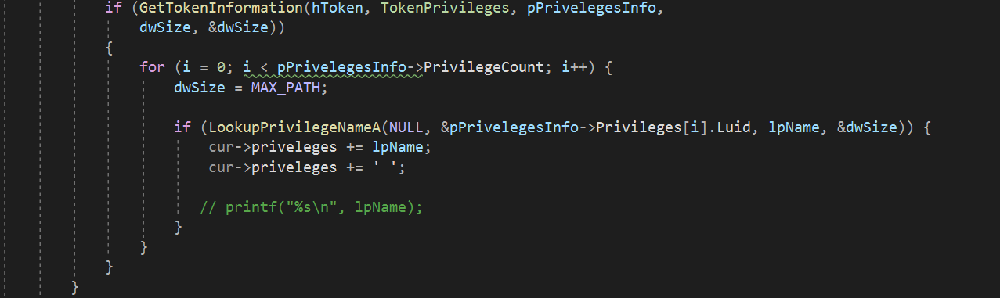 if (GetTokenInformation(hToken, TokenPrivileges, pPrivelegesInfo,
dwSize, &dwSize))
{
for (i = 0; i < pPrivelegesInfo->PrivilegeCount; i++) {
dwSize = MAX_PATH;
if (LookupPrivilegeNameA(NULL, &pPrivelegesInfo->Privileges[i].Luid, lpName, &dwSize)) {
cur->priveleges += lpName;
cur->priveleges += ' ';
// printf("%s\n", lpName);
}
}
}
}